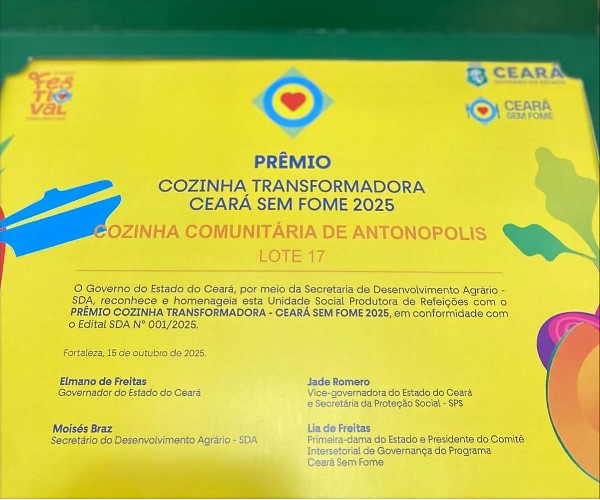 FESTIVAL
CEARÁ
GOVERNO DO ESTADO
CEARÁ
SEM FOME
PRÊMIO
COZINHA TRANSFORMADORA
CEARÁ SEM FOME 2025
COZINHA COMUNITÁRIA DE ANTONOPOLIS
LOTE 17
O Governo do Estado do Ceará, por meio da Secretaria de Desenvolvimento Agrário -
SDA, reconhece e homenageia esta Unidade Social Produtora de Refeições com o
PRÊMIO COZINHA TRANSFORMADORA - CEARÁ SEM FOME 2025, em conformidade com
o Edital SDA Nº 001/2025.
Fortaleza, 15 de outubro de 2025.
Elmano de Freitas
Governador do Estado do Ceará
Jade Romero
Vice-governadora do Estado do Ceará
e Secretária da Proteção Social - SPS
Moisés Braz
Secretário do Desenvolvimento Agrário - SDA
Lia de Freitas
Primeira-dama do Estado e Presidente do Comitê
Intersetorial de Governança do Programa
Ceará Sem Fome